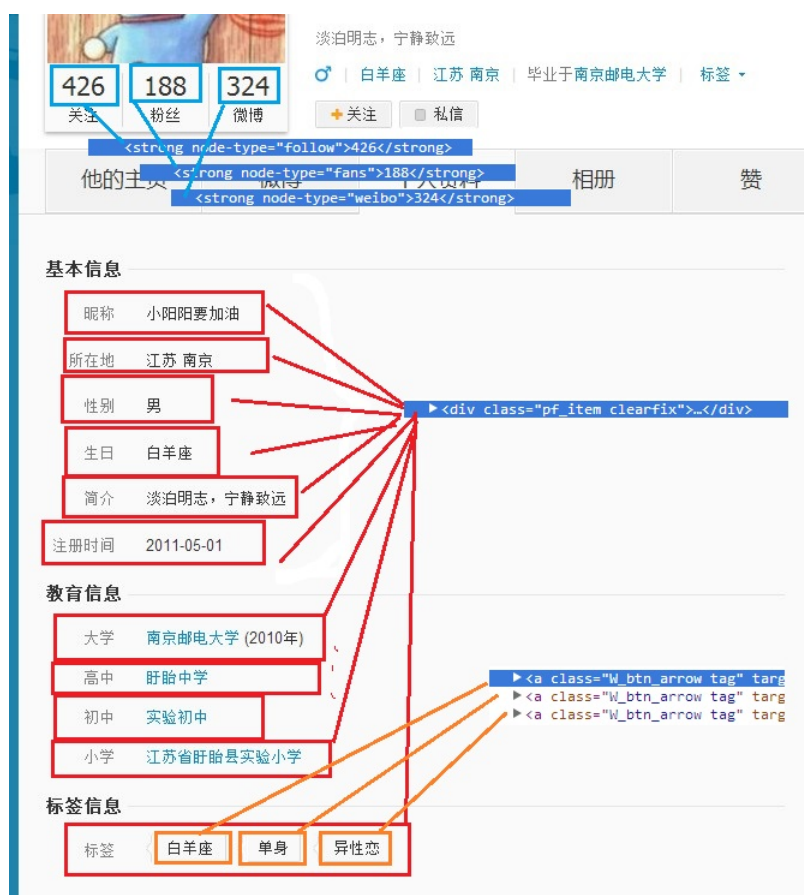 淡泊明志，宁静致远
426 188 324
♂ | 白羊座 | 江苏 南京 | 毕业于南京邮电大学 | 标签
关注 粉丝 微博
+关注 私信
<strong node-type="follow">426</strong>
<strong node-type="fans">188</strong>
他的主页 微博 个人资料 相册 赞
<strong node-type="weibo">324</strong>
基本信息
昵称 小阳阳要加油
所在地 江苏 南京
性别 男
<div class="pf_item clearfix">…</div>
生日 白羊座
简介 淡泊明志，宁静致远
注册时间 2011-05-01
教育信息
大学 南京邮电大学 (2010年)
高中 盱眙中学
<a class="W_btn_arrow tag" targ
<a class="W_btn_arrow tag" targ
初中 实验初中
<a class="W_btn_arrow tag" targ
小学 江苏省盱眙县实验小学
标签信息
标签 白羊座 单身 异性恋